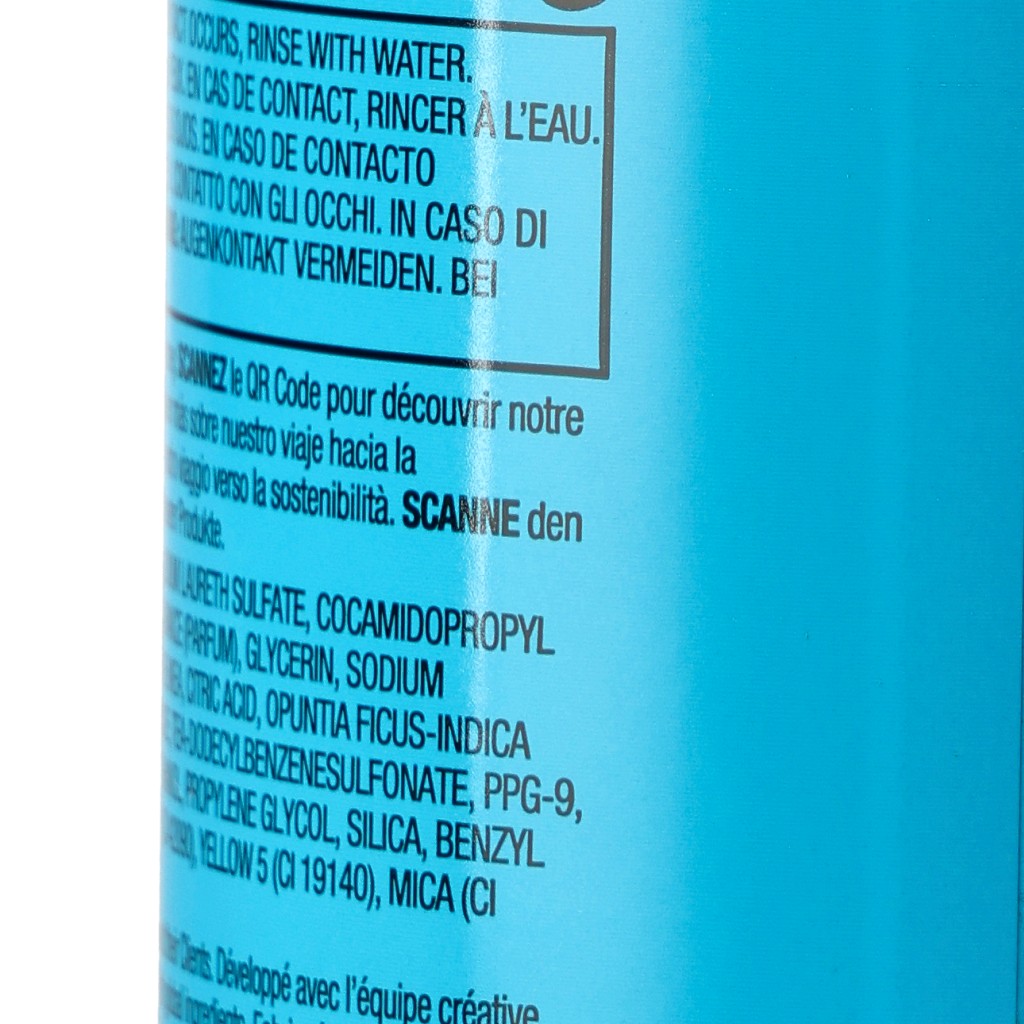 OCCURS, RINSE WITH WATER.
EN CAS DE CONTACT, RINCER À L'EAU.
EN CASO DE CONTACTO
CON GLI OCCHI. IN CASO DI
AUGENKONTAKT VERMEIDEN. BEI
SCANNEZ le QR Code pour découvrir notre
sobre nuestro viaje hacia la
viaggio verso la sostenibilità. SCANNE den
Produkte.
LAURETH SULFATE, COCAMIDOPROPYL
(PARFUM), GLYCERIN, SODIUM
CITRIC ACID, OPUNTIA FICUS-INDICA
TEA-DODECYLBENZENESULFONATE, PPG-9,
PROPYLENE GLYCOL, SILICA, BENZYL
YELLOW 5 (CI 19140), MICA (CI
Clients. Développé avec l'équipe créative